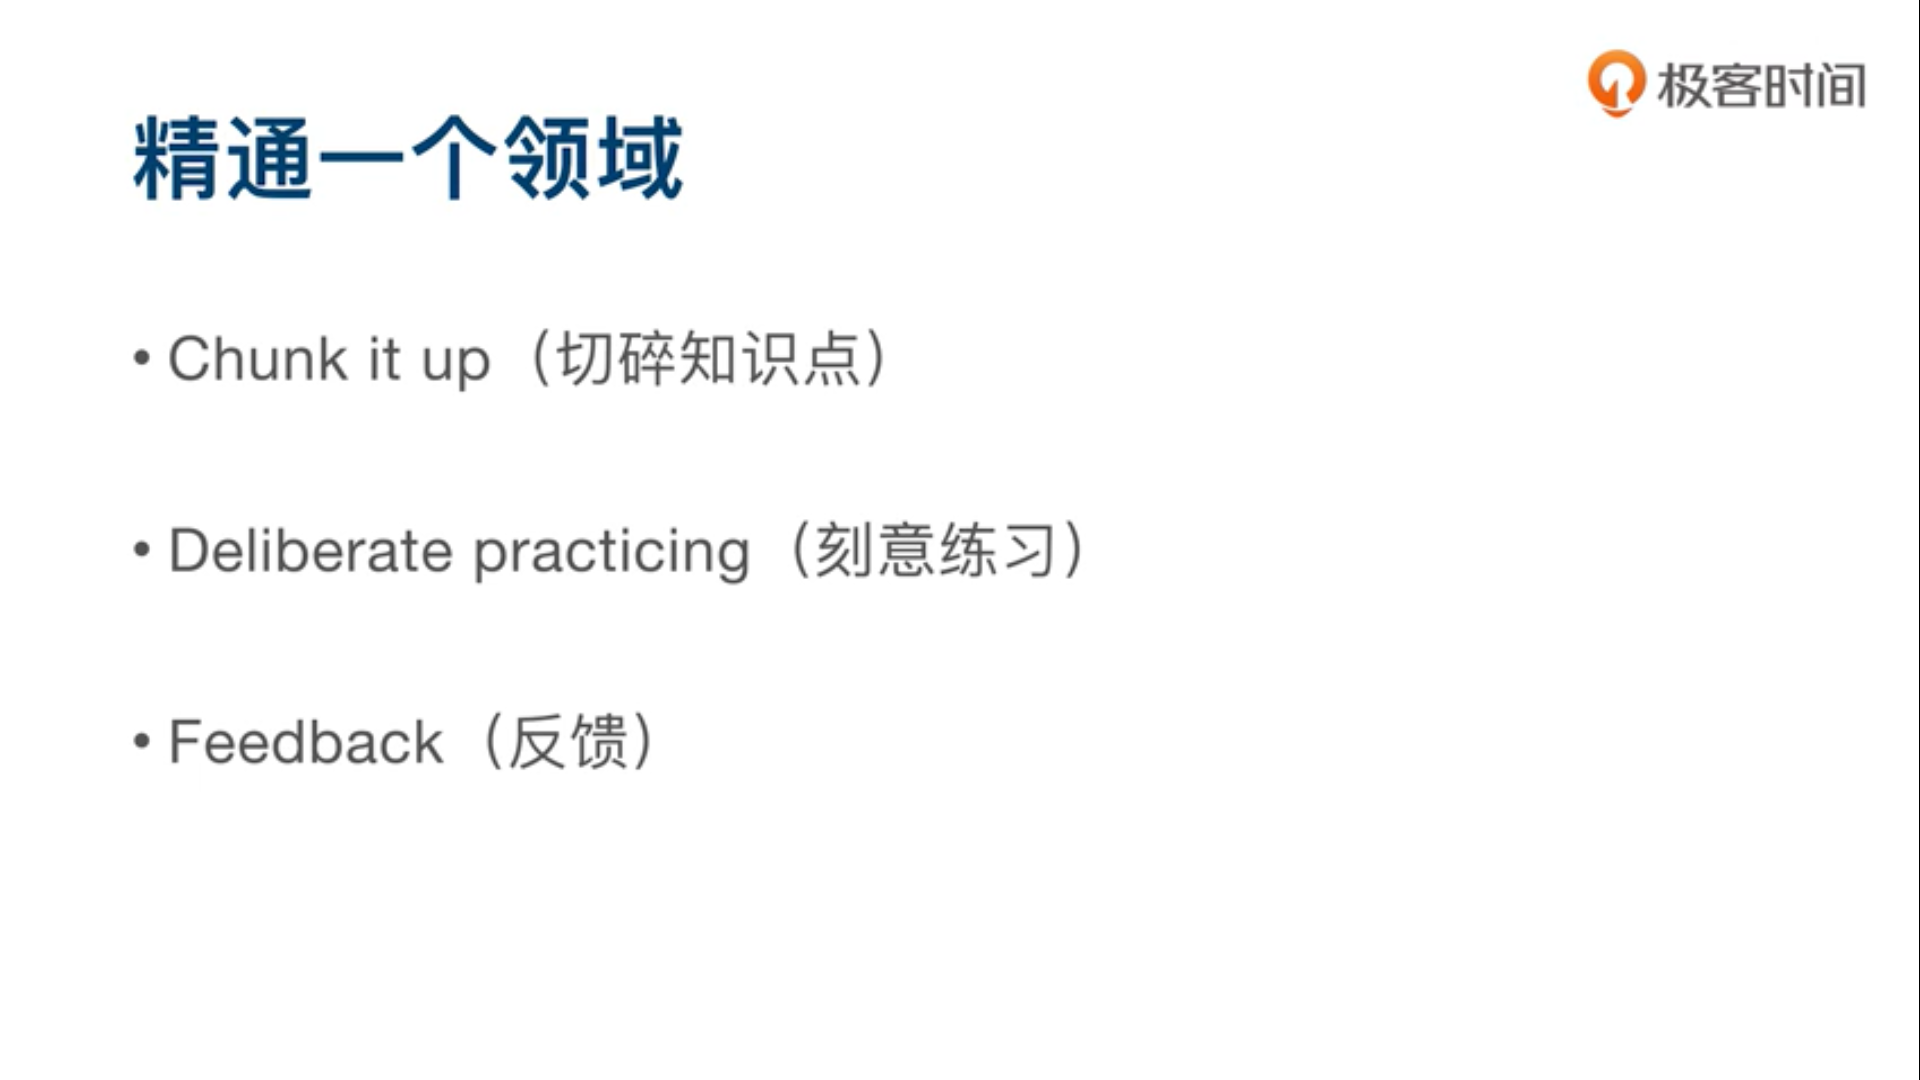 极客时间
精通一个领域
• Chunk it up（切碎知识点）
• Deliberate practicing（刻意练习）
• Feedback（反馈）